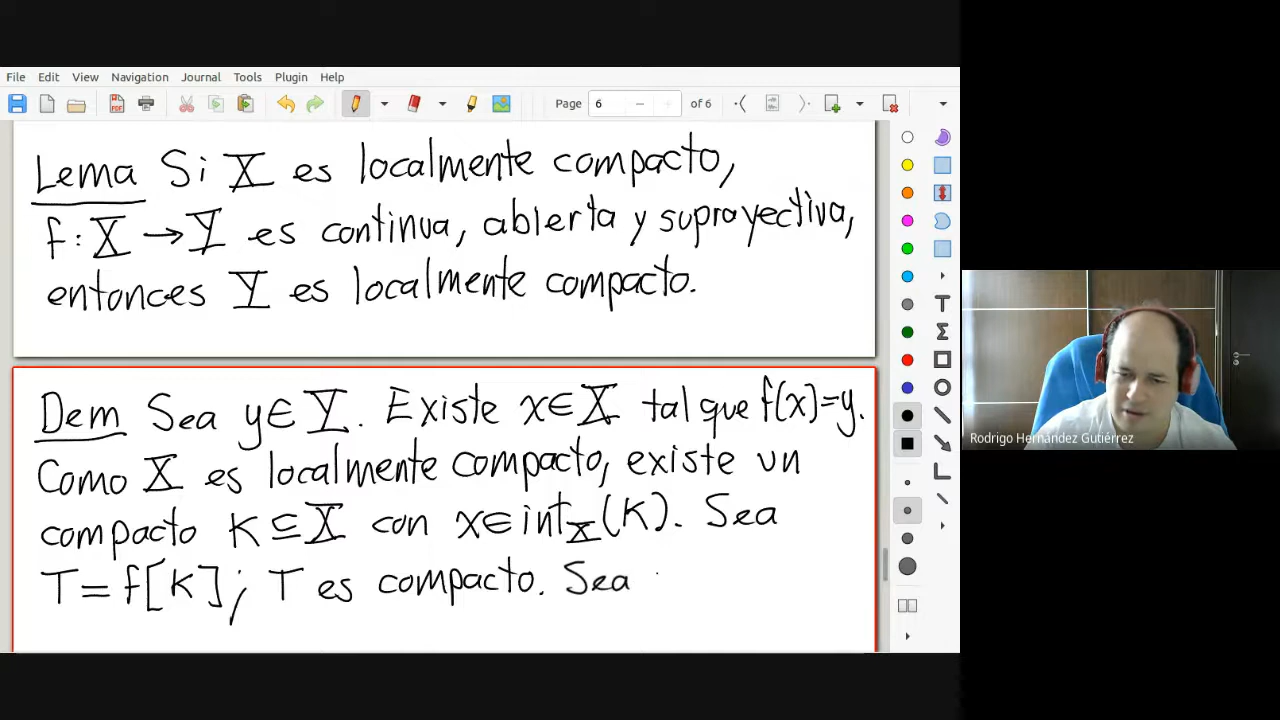 File Edit View Navigation Journal Tools Plugin Help
Page 6 of 6
Lema Si X es localmente compacto,
f: X → Y es continua, abierta y suprayectiva,
entonces Y es localmente compacto.
Dem Sea y ∈ Y. Existe x ∈ X tal que f(x)=y.
Como X es localmente compacto, existe un
compacto K ⊆ X con x ∈ int_X(K). Sea
T = f[K]; T es compacto. Sea
Rodrigo Hernández Gutiérrez